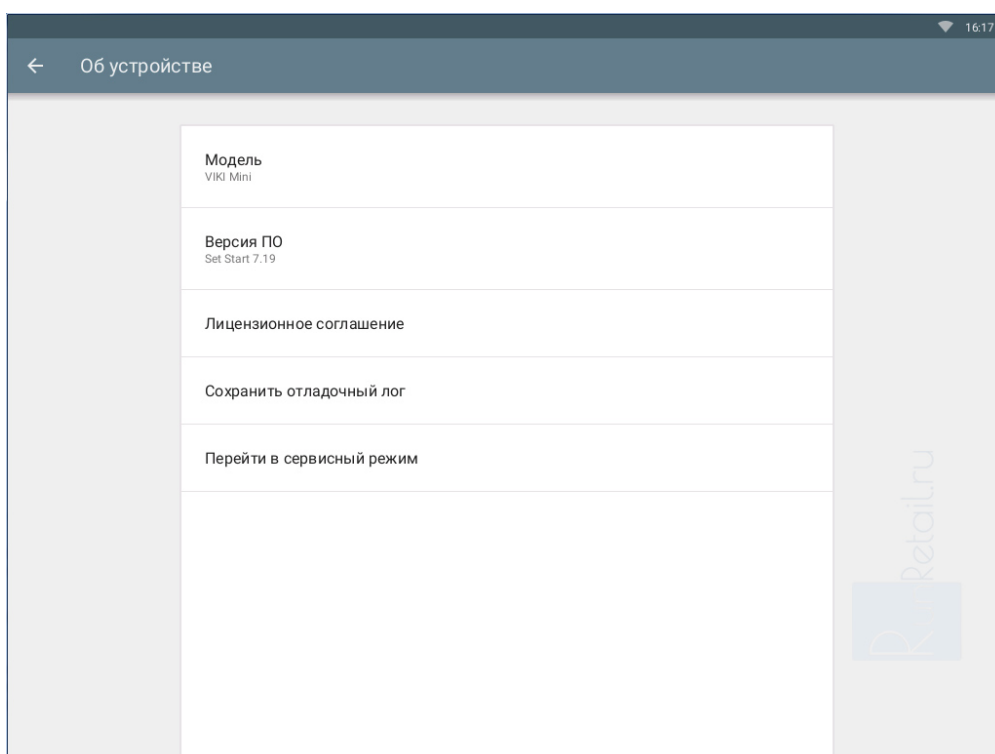 16:17
Об устройстве
Модель
VIKI Mini
Версия ПО
Set Start 7.19
Лицензионное соглашение
Сохранить отладочный лог
Перейти в сервисный режим
Retail.ru